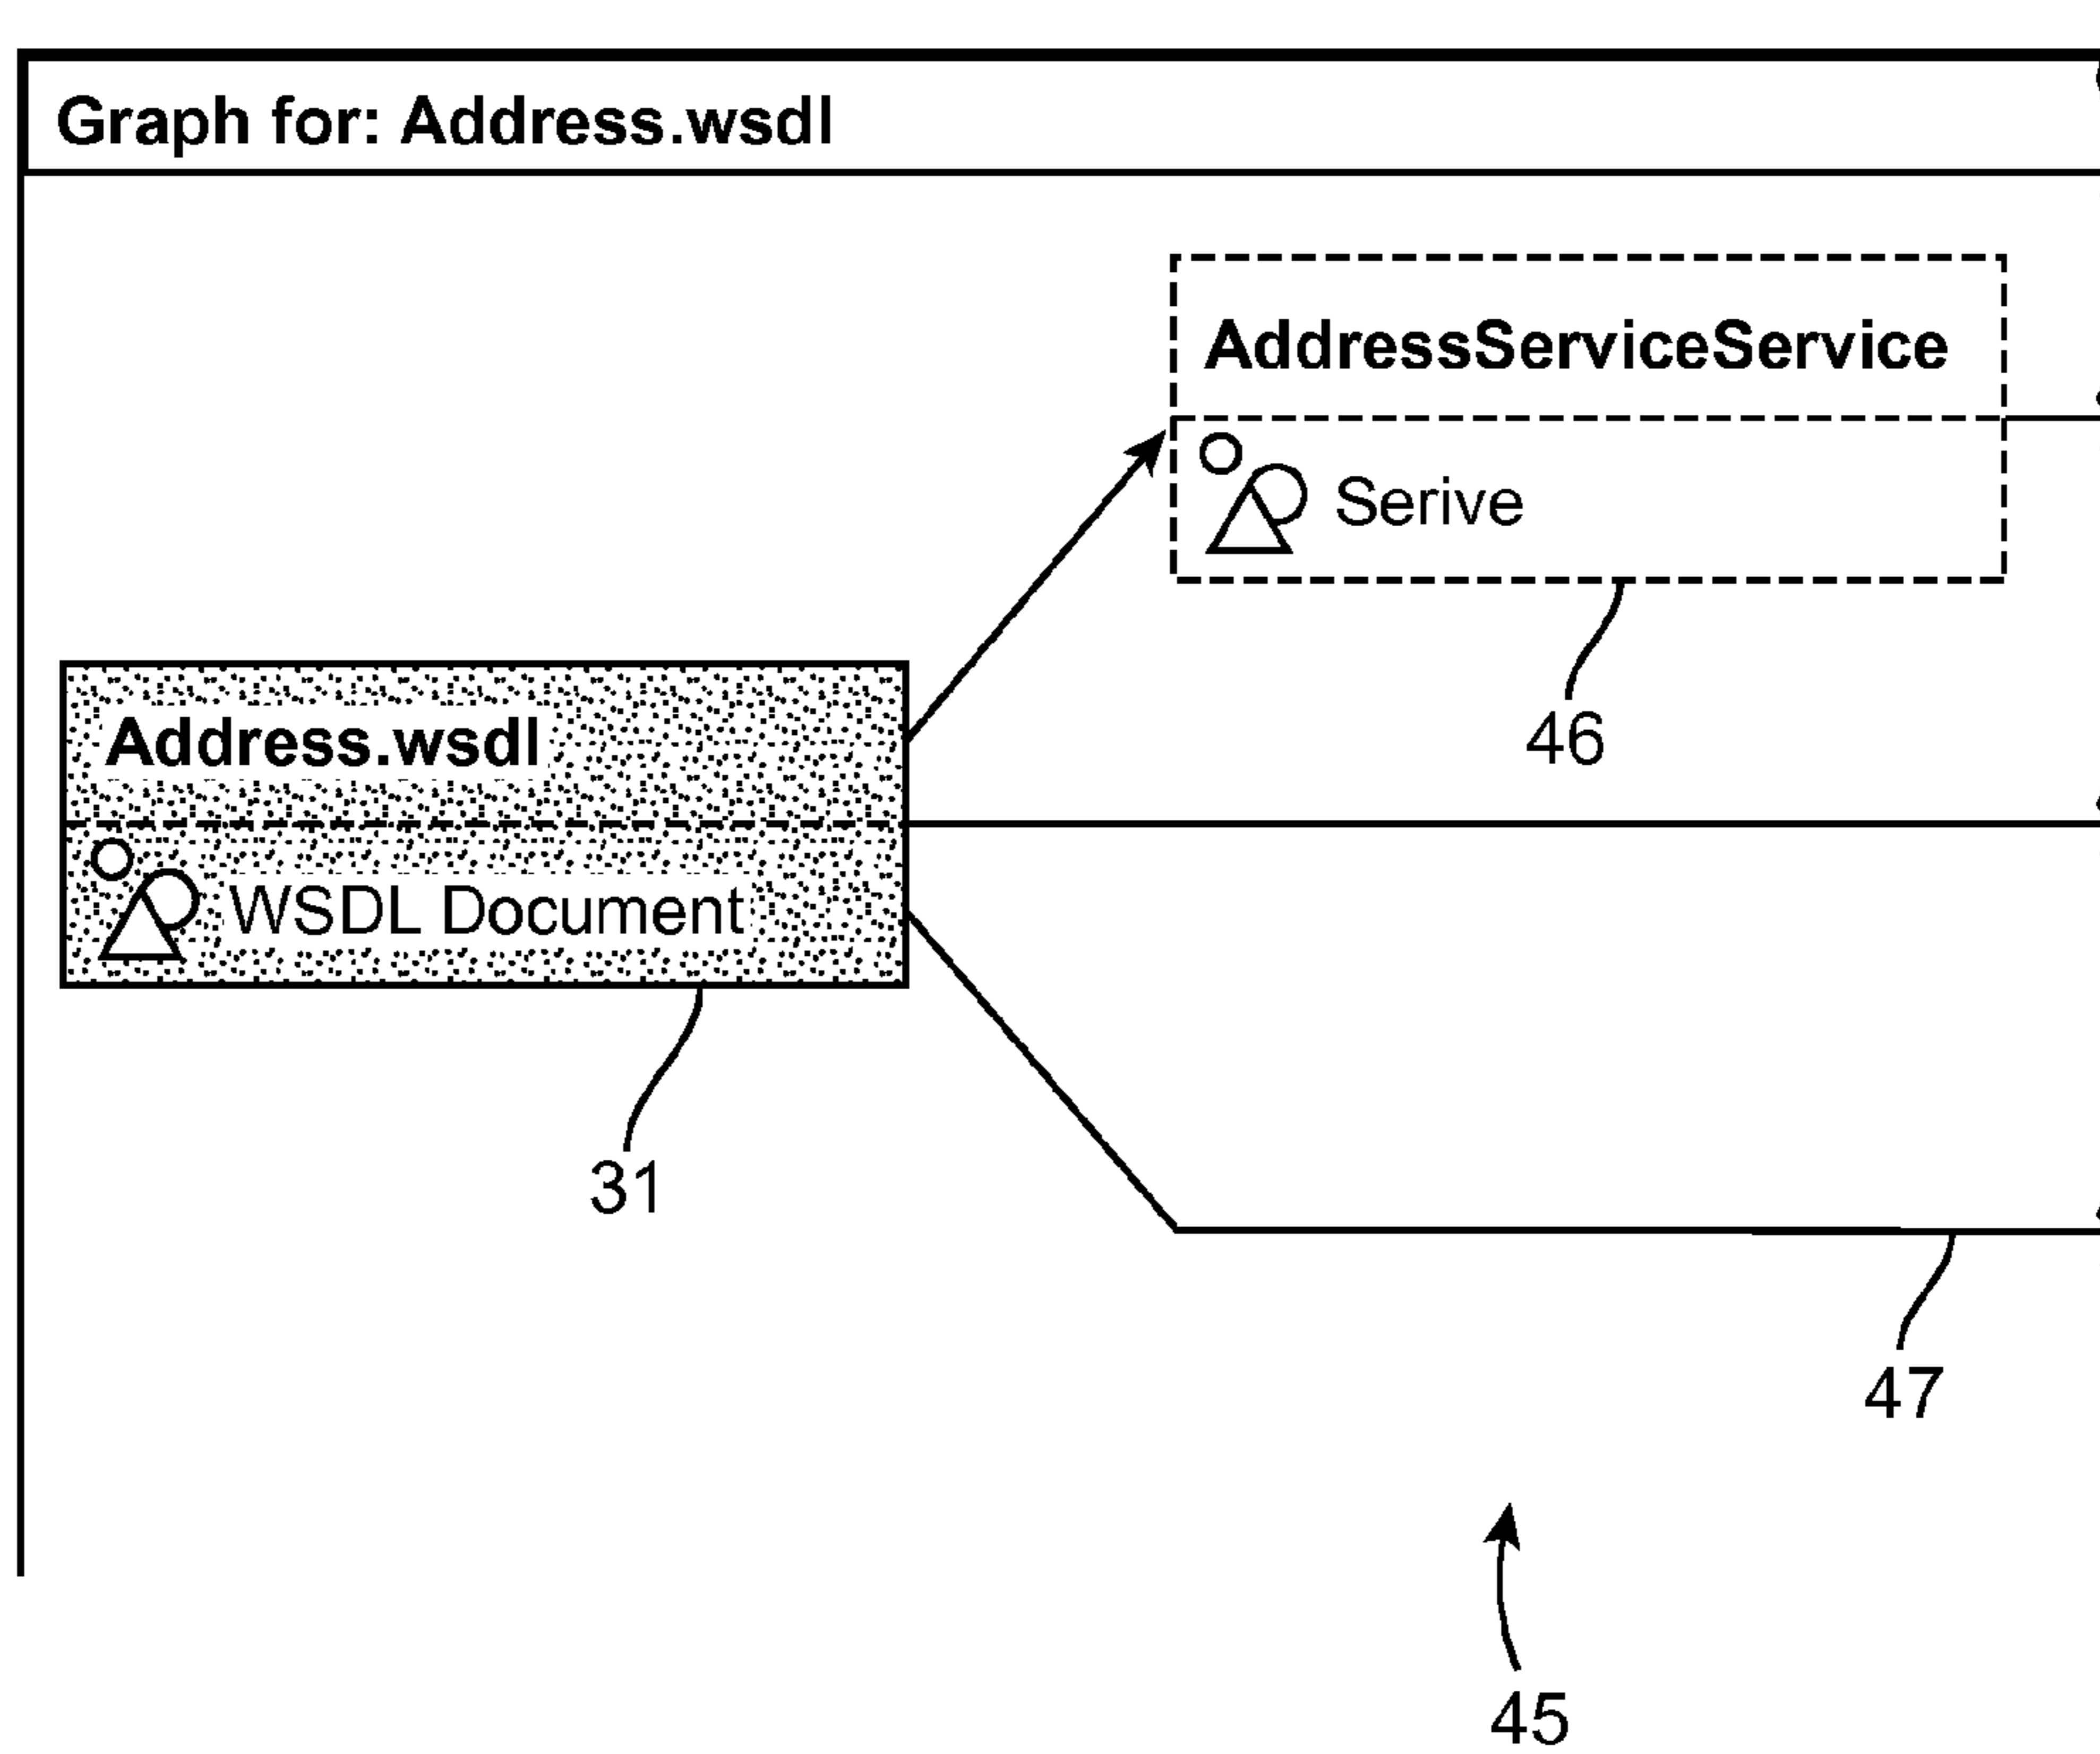 Graph for: Address.wsdl
AddressServiceService
Serive
46
Address.wsdl
WSDL Document
31
47
45